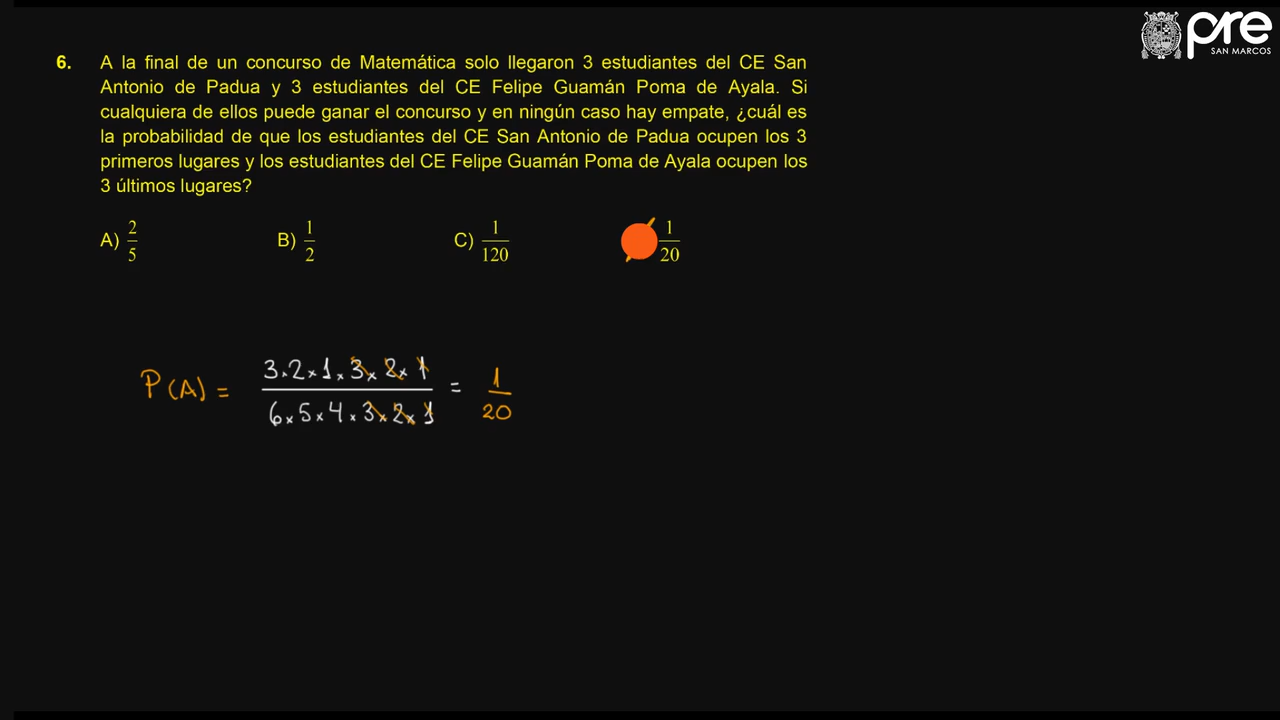 pre
SAN MARCOS
6. A la final de un concurso de Matemática solo llegaron 3 estudiantes del CE San
Antonio de Padua y 3 estudiantes del CE Felipe Guamán Poma de Ayala. Si
cualquiera de ellos puede ganar el concurso y en ningún caso hay empate, ¿cuál es
la probabilidad de que los estudiantes del CE San Antonio de Padua ocupen los 3
primeros lugares y los estudiantes del CE Felipe Guamán Poma de Ayala ocupen los
3 últimos lugares?
A) 2/5 B) 1/2 C) 1/120 1/20
P(A) = 3.2×1×3×2×1 / 6×5×4×3×2×1 = 1/20